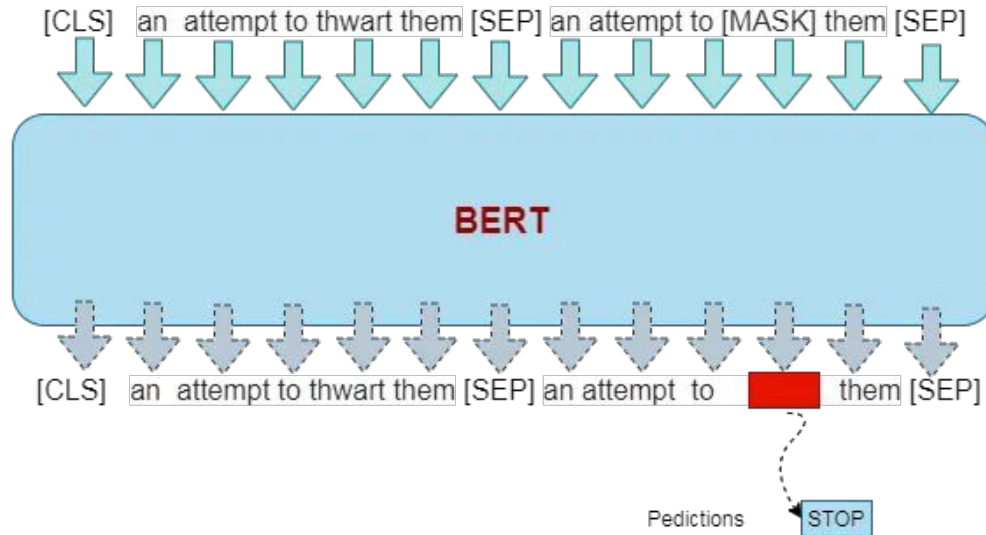 [CLS] an attempt to thwart them [SEP] an attempt to [MASK] them [SEP]
BERT
[CLS] an attempt to thwart them [SEP] an attempt to them [SEP]
Pedictions STOP